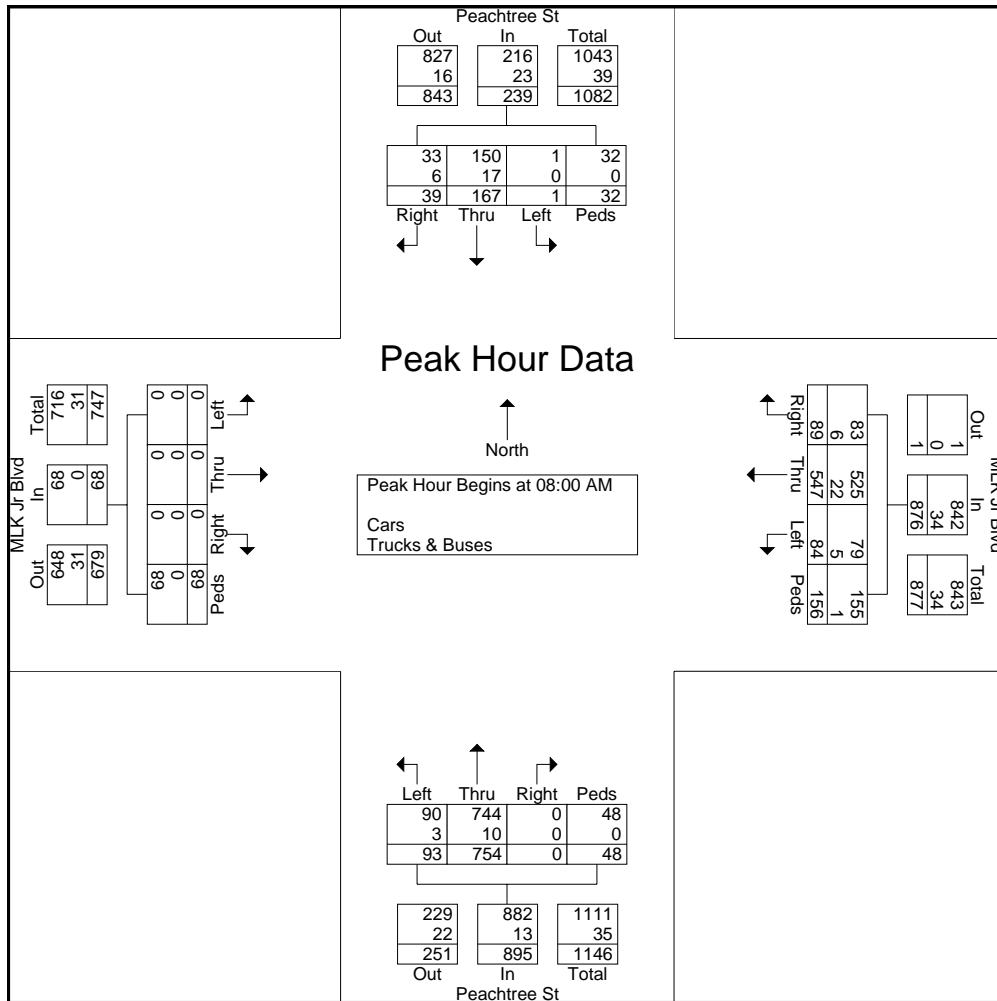 Peachtree St
Out In Total
827 216 1043
16 23 39
843 239 1082
33 150 1 32
6 17 0 0
39 167 1 32
Right Thru Left Peds
Peak Hour Data
North
Peak Hour Begins at 08:00 AM
Cars
Trucks & Buses
MLK Jr Blvd
Out In Total
648 68 716
31 0 31
679 68 747
Left Thru Right Peds
0 0 0 68
0 0 0 0
0 0 0 68
MLK Jr Blvd
Out In Total
1 842 843
0 34 34
1 876 877
Right Thru Left Peds
83 525 79 155
6 22 5 1
89 547 84 156
Left Thru Right Peds
90 744 0 48
3 10 0 0
93 754 0 48
229 882 1111
22 13 35
251 895 1146
Out In Total
Peachtree St